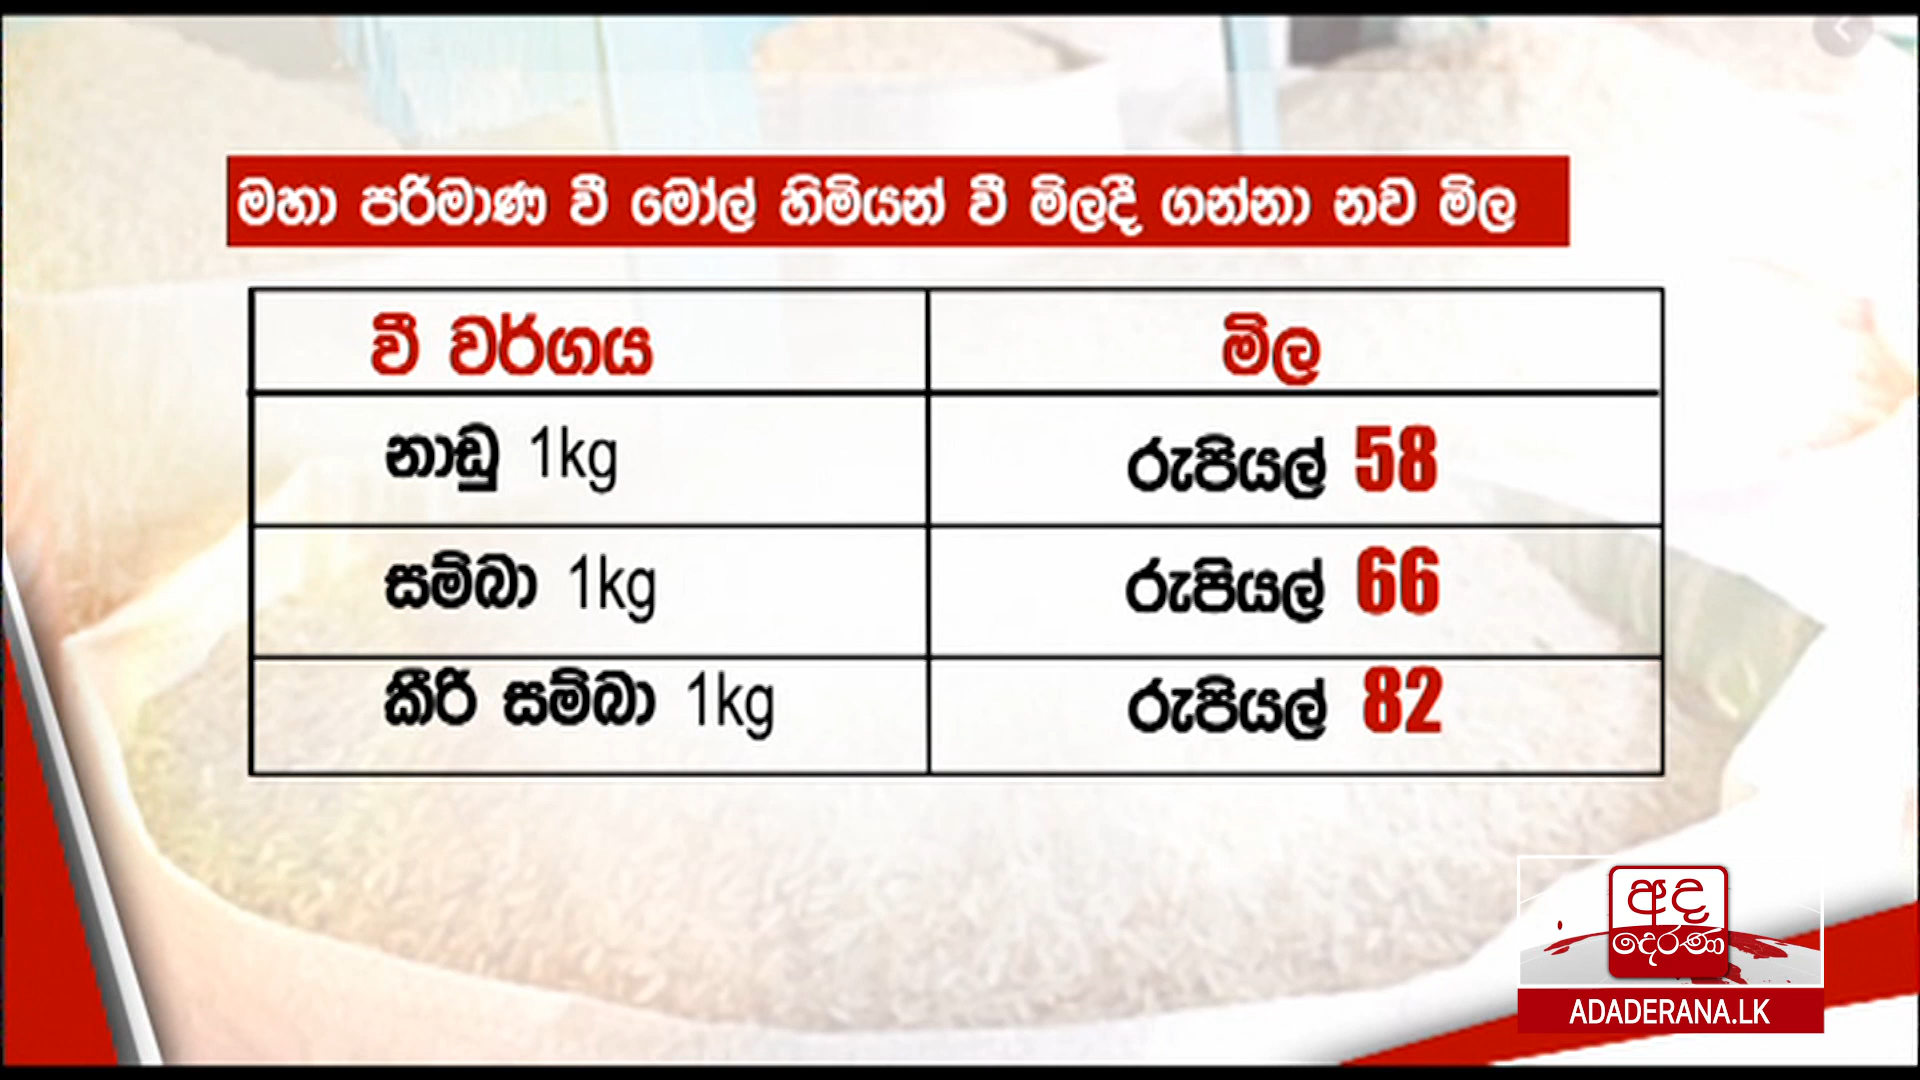 මහා පරිමාණ වී මෝල් හිමියන් වී මිලදී ගන්නා නව මිල
වී වර්ගය මිල
නාඩු 1kg රුපියල් 58
සම්බා 1kg රුපියල් 66
කීරි සම්බා 1kg රුපියල් 82
අද
දෙරණ
ADADERANA.LK